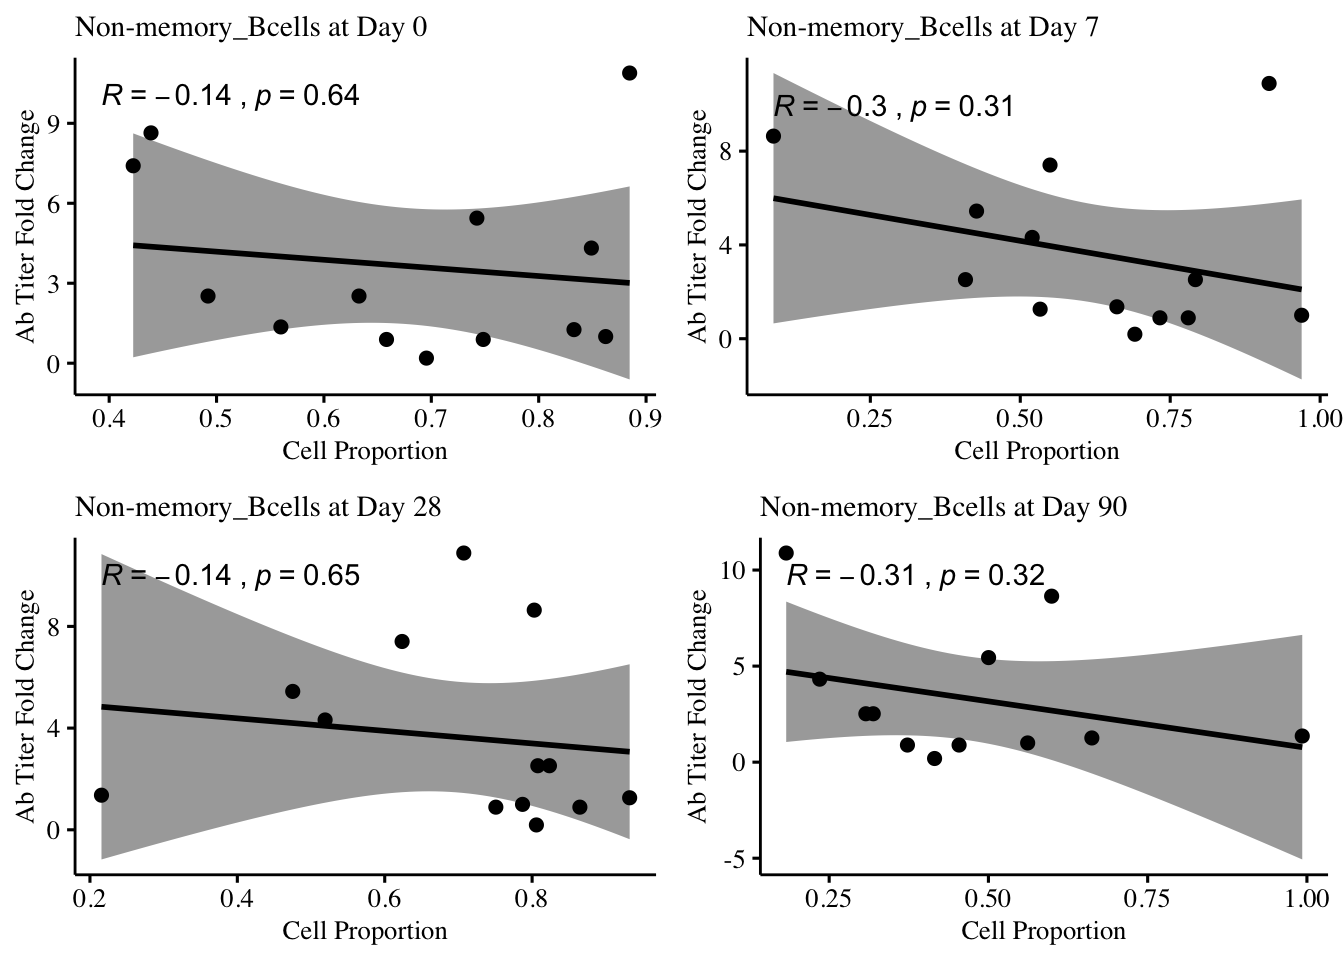 Non-memory_Bcells at Day 0
R = −0.14 , p = 0.64
Ab Titer Fold Change
9
6
3
0
0.4 0.5 0.6 0.7 0.8 0.9
Cell Proportion
Non-memory_Bcells at Day 7
R = −0.3 , p = 0.31
Ab Titer Fold Change
8
4
0
0.25 0.50 0.75 1.00
Cell Proportion
Non-memory_Bcells at Day 28
R = −0.14 , p = 0.65
Ab Titer Fold Change
8
4
0
0.2 0.4 0.6 0.8
Cell Proportion
Non-memory_Bcells at Day 90
R = −0.31 , p = 0.32
Ab Titer Fold Change
10
5
0
-5
0.25 0.50 0.75 1.00
Cell Proportion